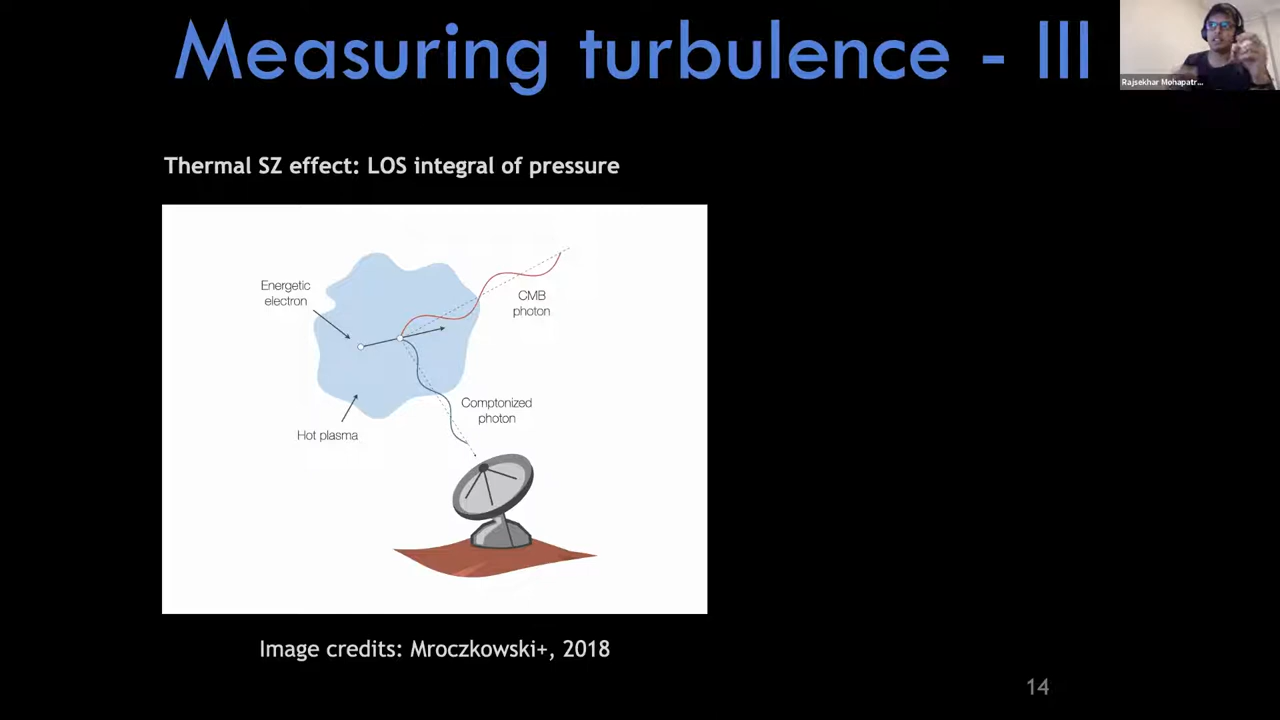 Measuring turbulence - III
Rajsekhar Mohapatr...
Thermal SZ effect: LOS integral of pressure
Energetic
electron
CMB
photon
Comptonized
photon
Hot plasma
Image credits: Mroczkowski+, 2018
14